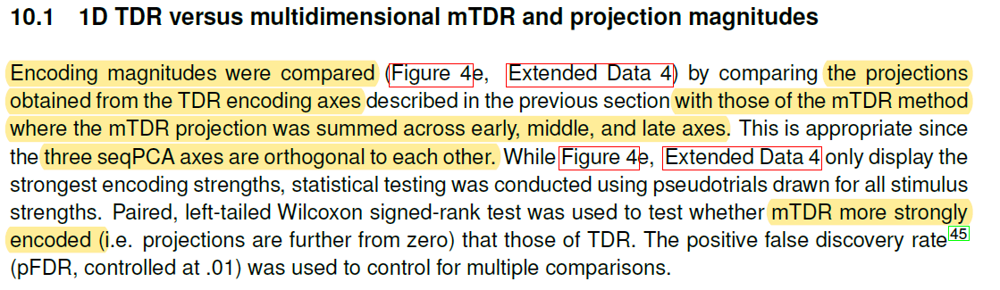 10.1 1D TDR versus multidimensional mTDR and projection magnitudes
Encoding magnitudes were compared (Figure 4e, Extended Data 4) by comparing the projections
obtained from the TDR encoding axes described in the previous section with those of the mTDR method
where the mTDR projection was summed across early, middle, and late axes. This is appropriate since
the three seqPCA axes are orthogonal to each other. While Figure 4e, Extended Data 4 only display the
strongest encoding strengths, statistical testing was conducted using pseudotrials drawn for all stimulus
strengths. Paired, left-tailed Wilcoxon signed-rank test was used to test whether mTDR more strongly
encoded (i.e. projections are further from zero) that those of TDR. The positive false discovery rate45
(pFDR, controlled at .01) was used to control for multiple comparisons.